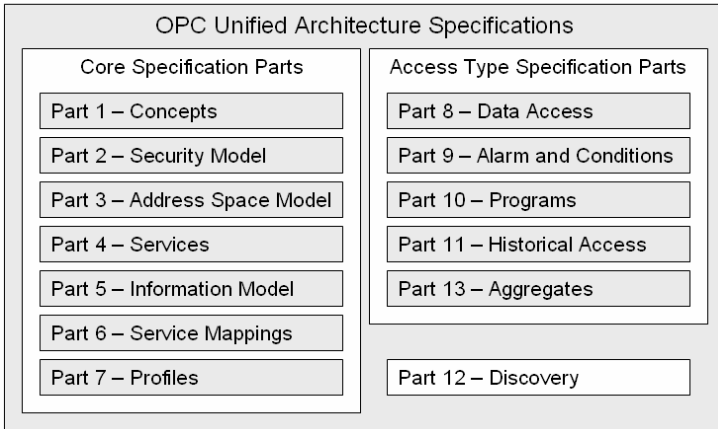 OPC Unified Architecture Specifications
Core Specification Parts
Part 1 – Concepts
Part 2 – Security Model
Part 3 – Address Space Model
Part 4 – Services
Part 5 – Information Model
Part 6 – Service Mappings
Part 7 – Profiles
Access Type Specification Parts
Part 8 – Data Access
Part 9 – Alarm and Conditions
Part 10 – Programs
Part 11 – Historical Access
Part 13 – Aggregates
Part 12 – Discovery